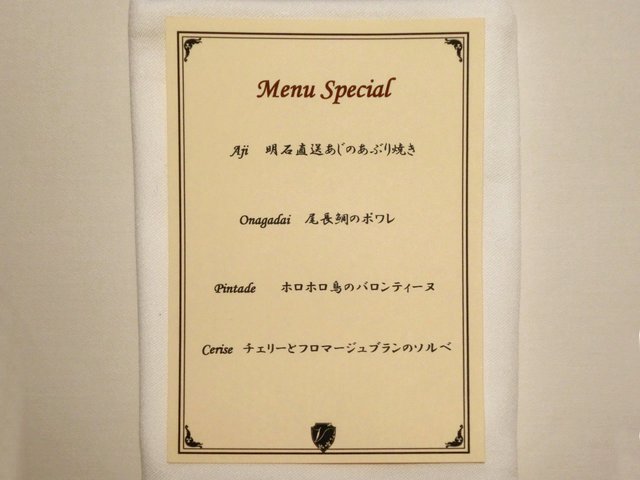 Menu Special
Aji 明石直送あじのあぶり焼き
Onagadai 尾長鯛のポワレ
Pintade ホロホロ鳥のバロンティーヌ
Cerise チェリーとフロマージュブランのソルベ
V